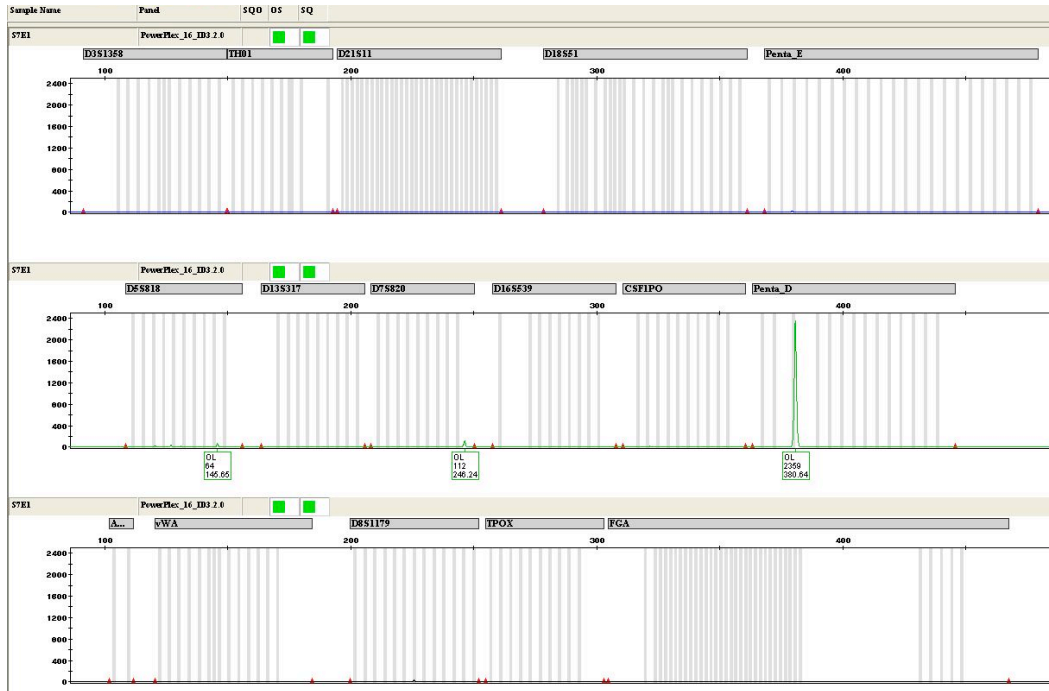 Sample Name Panel SQO OS SQ
S7E1 PowerPlex_16_ID3.2.0
D3S1358 TH01 D21S11 D18S51 Penta_E
100 200 300 400
2400
2000
1600
1200
800
400
0
S7E1 PowerPlex_16_ID3.2.0
D5S818 D13S317 D7S820 D16S539 CSF1PO Penta_D
100 200 300 400
2400
2000
1600
1200
800
400
0
OL OL OL
64 112 2359
145.65 246.24 380.64
S7E1 PowerPlex_16_ID3.2.0
A... vWA D8S1179 TPOX FGA
100 200 300 400
2400
2000
1600
1200
800
400
0